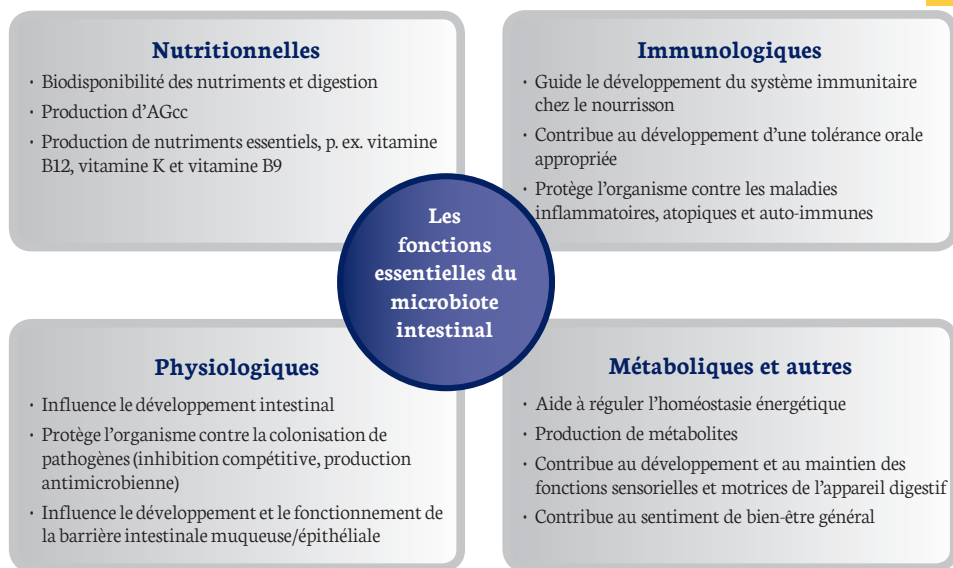 Nutritionnelles
· Biodisponibilité des nutriments et digestion
· Production d’AGcc
· Production de nutriments essentiels, p. ex. vitamine
B12, vitamine K et vitamine B9
Immunologiques
· Guide le développement du système immunitaire
chez le nourrisson
· Contribue au développement d’une tolérance orale
appropriée
· Protège l’organisme contre les maladies
inflammatoires, atopiques et auto-immunes
Les
fonctions
essentielles du
microbiote
intestinal
Physiologiques
· Influence le développement intestinal
· Protège l’organisme contre la colonisation de
pathogènes (inhibition compétitive, production
antimicrobienne)
· Influence le développement et le fonctionnement de
la barrière intestinale muqueuse/épithéliale
Métaboliques et autres
· Aide à réguler l’homéostasie énergétique
· Production de métabolites
· Contribue au développement et au maintien des
fonctions sensorielles et motrices de l’appareil digestif
· Contribue au sentiment de bien-être général